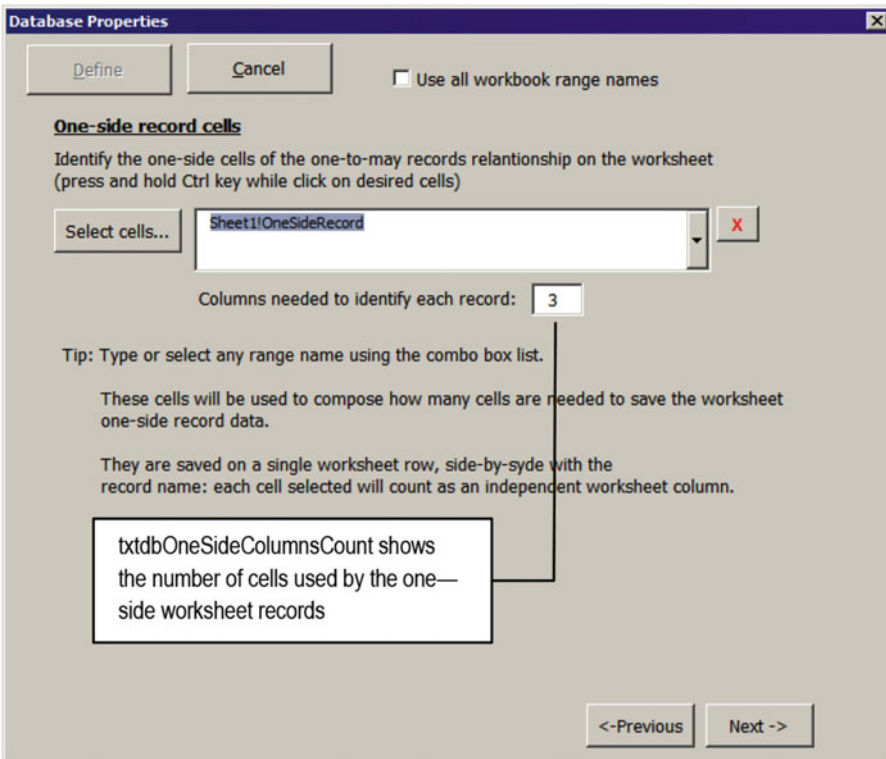 Database Properties
Define
Cancel
Use all workbook range names
One-side record cells
Identify the one-side cells of the one-to-may records relantionship on the worksheet
(press and hold Ctrl key while click on desired cells)
Select cells...
Sheet1!OneSideRecord
X
Columns needed to identify each record:
3
Tip: Type or select any range name using the combo box list.
These cells will be used to compose how many cells are needed to save the worksheet
one-side record data.
They are saved on a single worksheet row, side-by-syde with the
record name: each cell selected will count as an independent worksheet column.
txtdbOneSideColumnsCount shows
the number of cells used by the one—
side worksheet records
<-Previous
Next ->